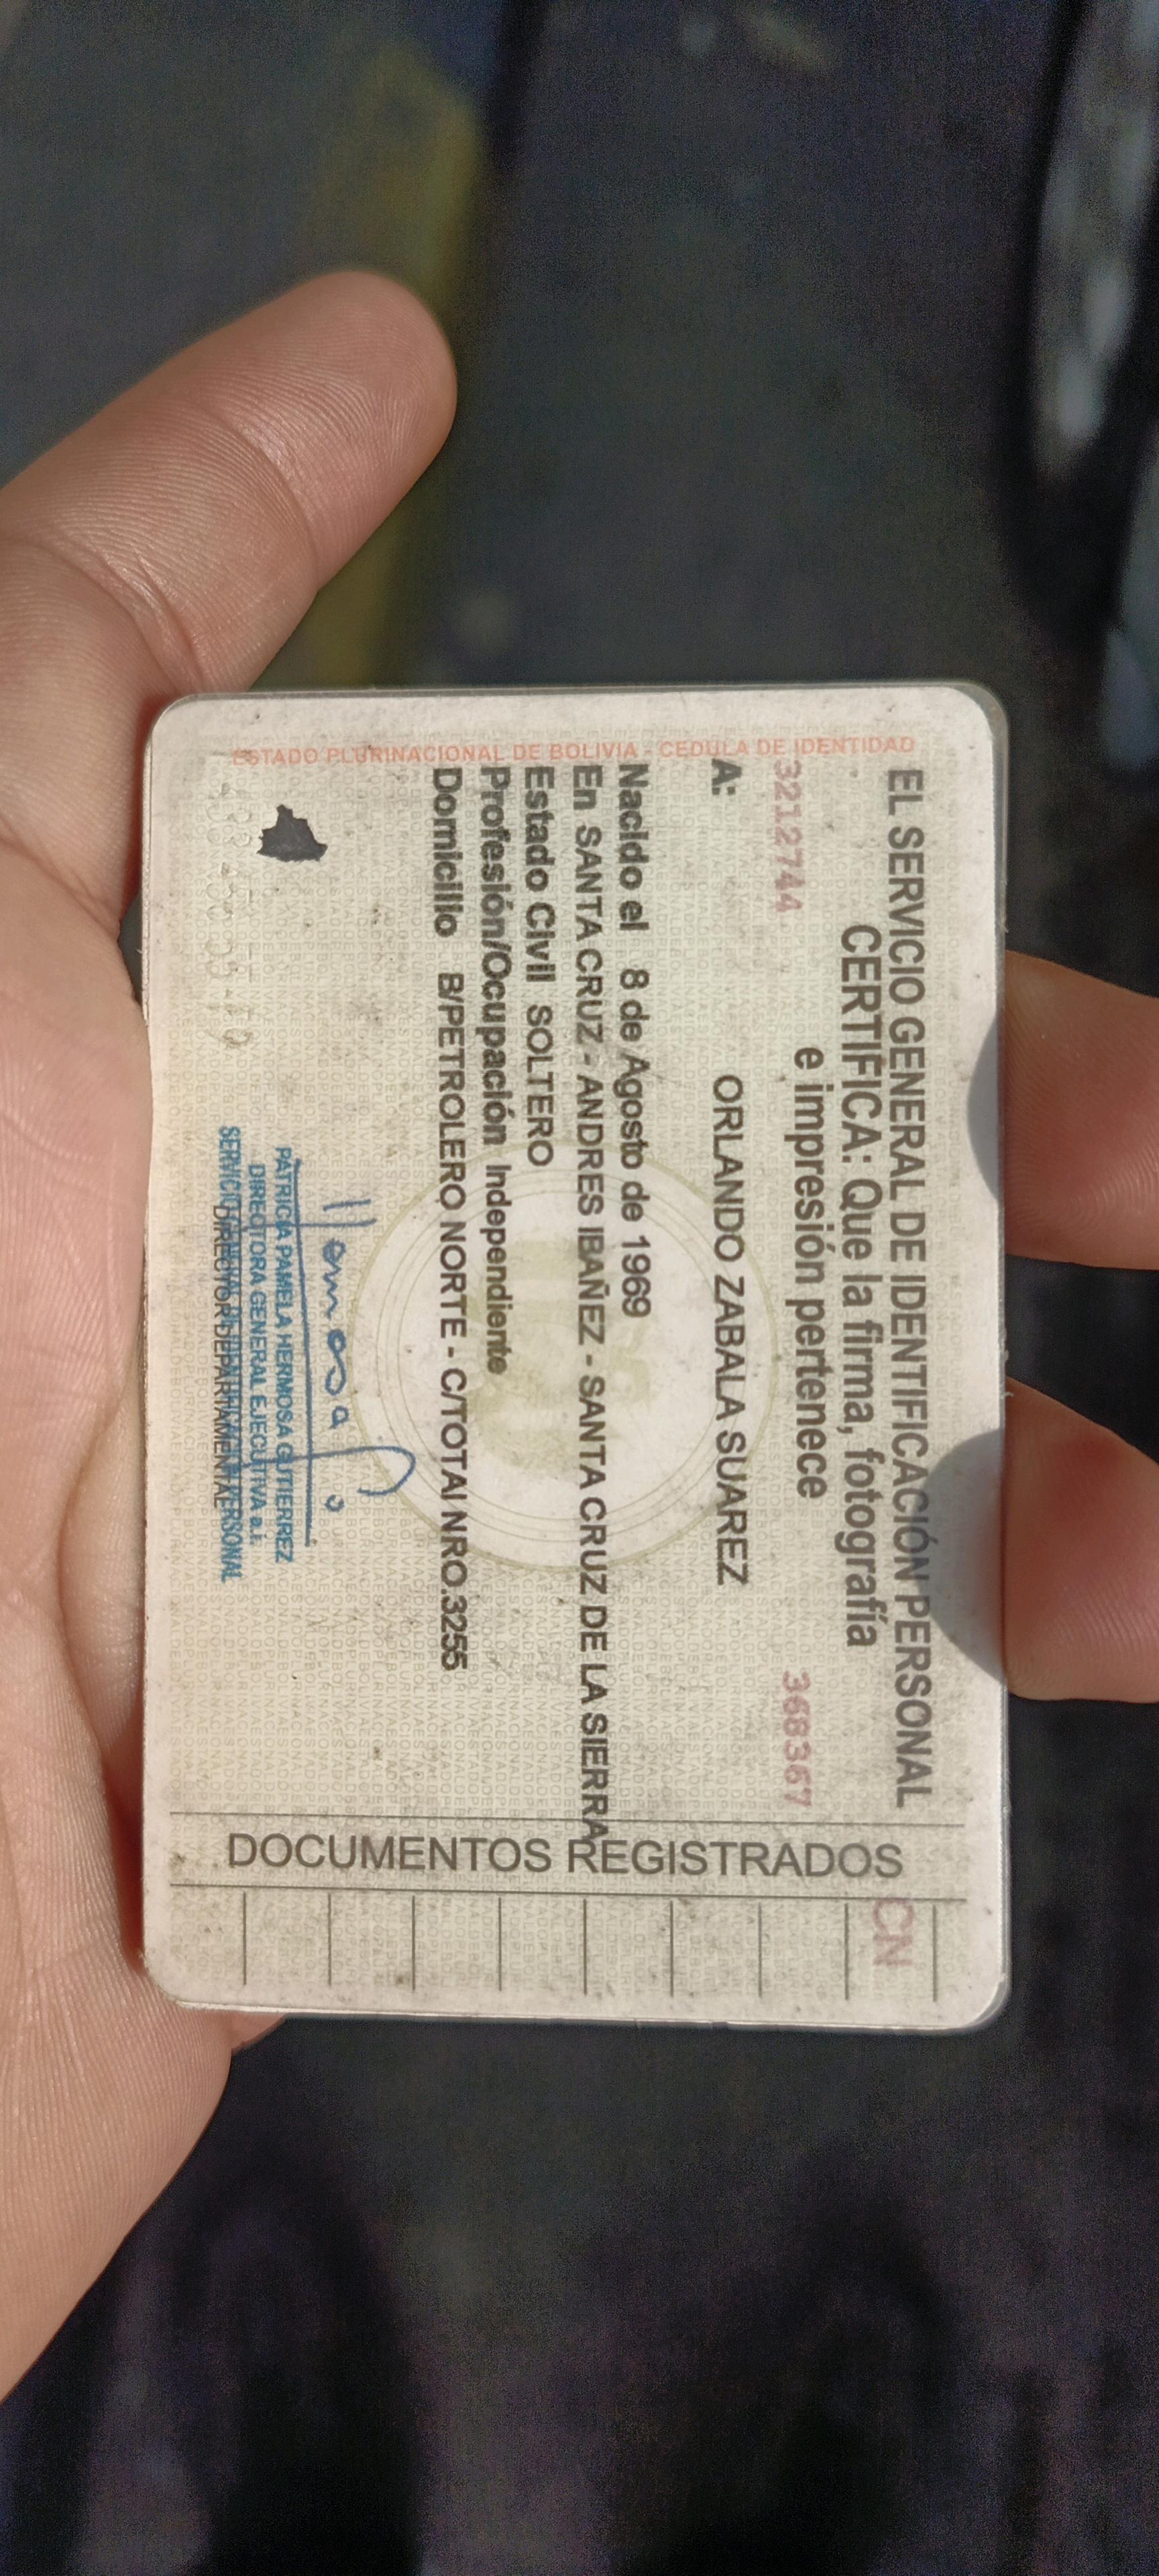 ESTADO PLURINACIONAL DE BOLIVIA - CEDULA DE IDENTIDAD
EL SERVICIO GENERAL DE IDENTIFICACIÓN PERSONAL
CERTIFICA: Que la firma, fotografía
e impresión pertenece
3212744
368367
A: ORLANDO ZABALA SUAREZ
Nacido el 8 de Agosto de 1969
En SANTA CRUZ - ANDRES IBAÑEZ - SANTA CRUZ DE LA SIERRA
Estado Civil SOLTERO
Profesión/Ocupación Independiente
Domicilio B/PETROLERO NORTE - C/TOTAI NRO.3255
PATRICIA PAMELA HERMOSA GUTIERREZ
DIRECTORA GENERAL EJECUTIVA a.i.
DIRECTOR DEPARTAMENTAL
DOCUMENTOS REGISTRADOS
CN